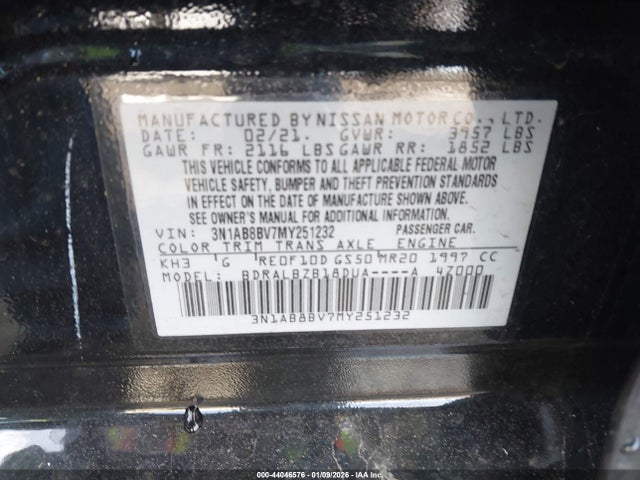 MANUFACTURED BY NISSAN MOTOR CO., LTD.
DATE: 02/21. GVWR: 3957 LBS
GAWR FR: 2116 LBS GAWR RR: 1852 LBS
THIS VEHICLE CONFORMS TO ALL APPLICABLE FEDERAL MOTOR
VEHICLE SAFETY, BUMPER AND THEFT PREVENTION STANDARDS
IN EFFECT ON THE DATE OF MANUFACTURE SHOWN ABOVE.
SEE OWNER'S MANUAL FOR ADDITIONAL INFORMATION.
VIN: 3N1AB8BV7MY251232 PASSENGER CAR.
COLOR TRIM TRANS AXLE ENGINE
KH3 G RE0F10D GS50 MR20 1997 CC
MODEL: BDRALBZB18DUA----A 4Z000
3N1AB8BV7MY251232
000-44046576 | 01/09/2026 | IAA Inc.